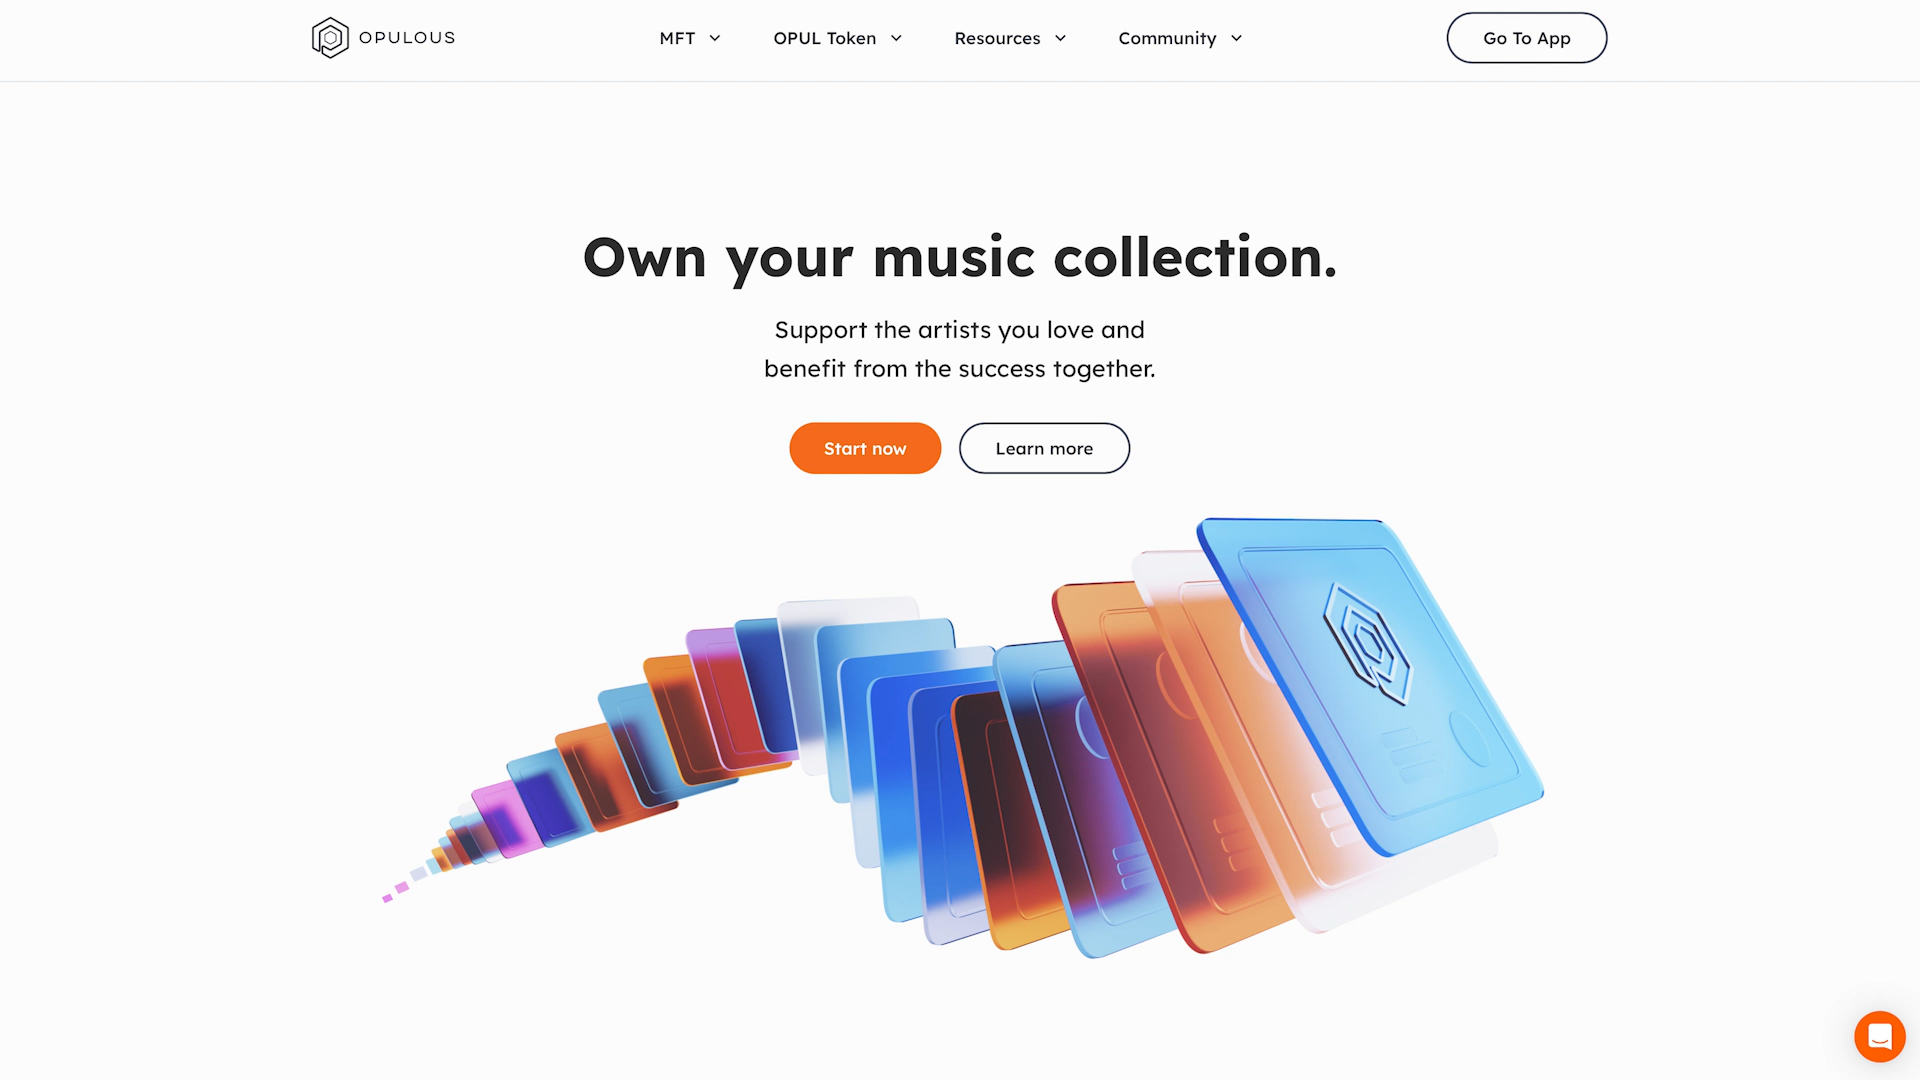 OPULOUS
MFT
OPUL Token
Resources
Community
Go To App
Own your music collection.
Support the artists you love and
benefit from the success together.
Start now
Learn more